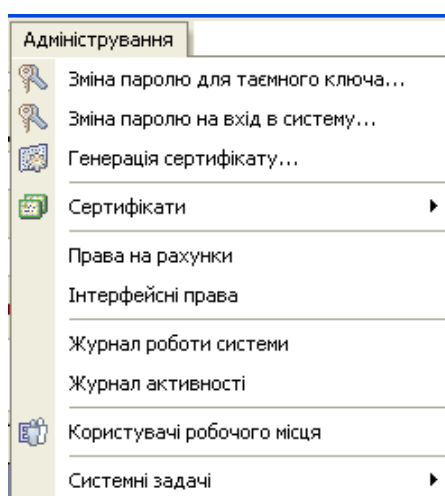 Адміністрування
Зміна паролю для таємного ключа...
Зміна паролю на вхід в систему...
Генерація сертифікату...
Сертифікати
Права на рахунки
Інтерфейсні права
Журнал роботи системи
Журнал активності
Користувачі робочого місця
Системні задачі